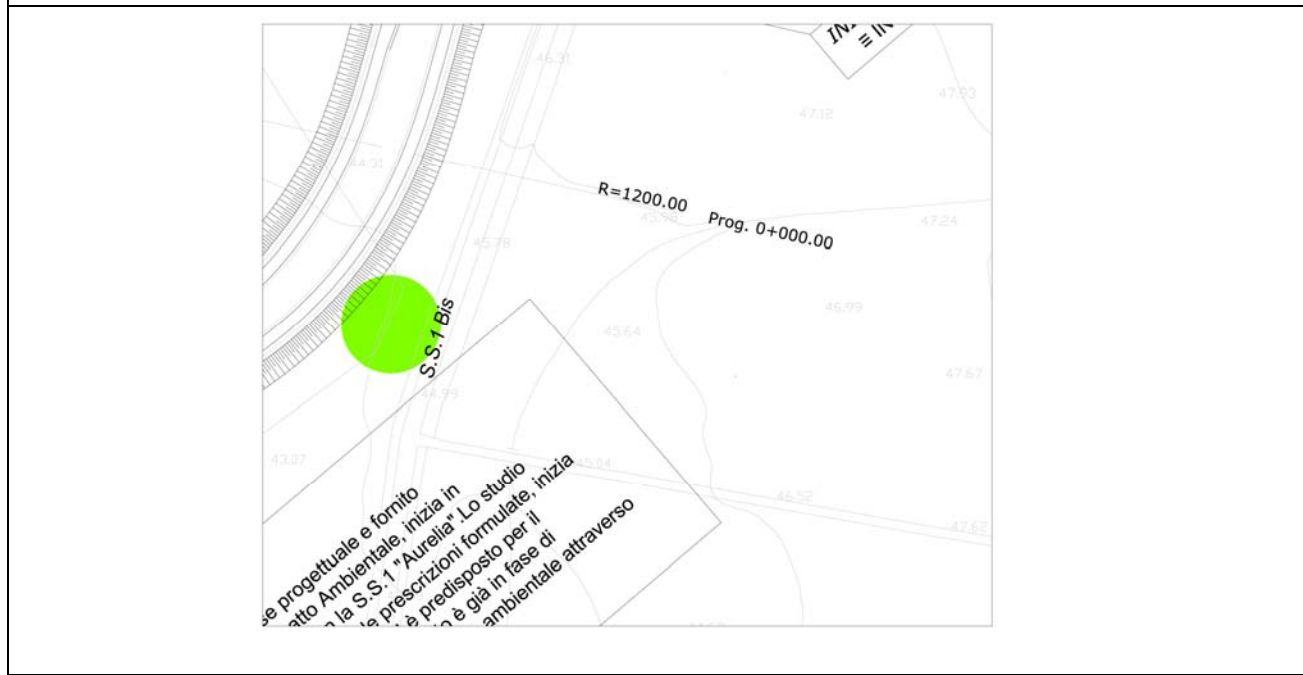 46.31
47.93
47.12
44.31
R=1200.00 Prog. 0+000.00
45.98
47.24
45.78
46.99
S.S.1 Bis
45.64
47.67
44.99
43.07
45.84
46.52
47.62
progettuale e fornito
Ambientale, inizia in
la S.S.1 "Aurelia".Lo studio
prescrizioni formulate, inizia
è predisposto per il
è già in fase di
ambientale attraverso